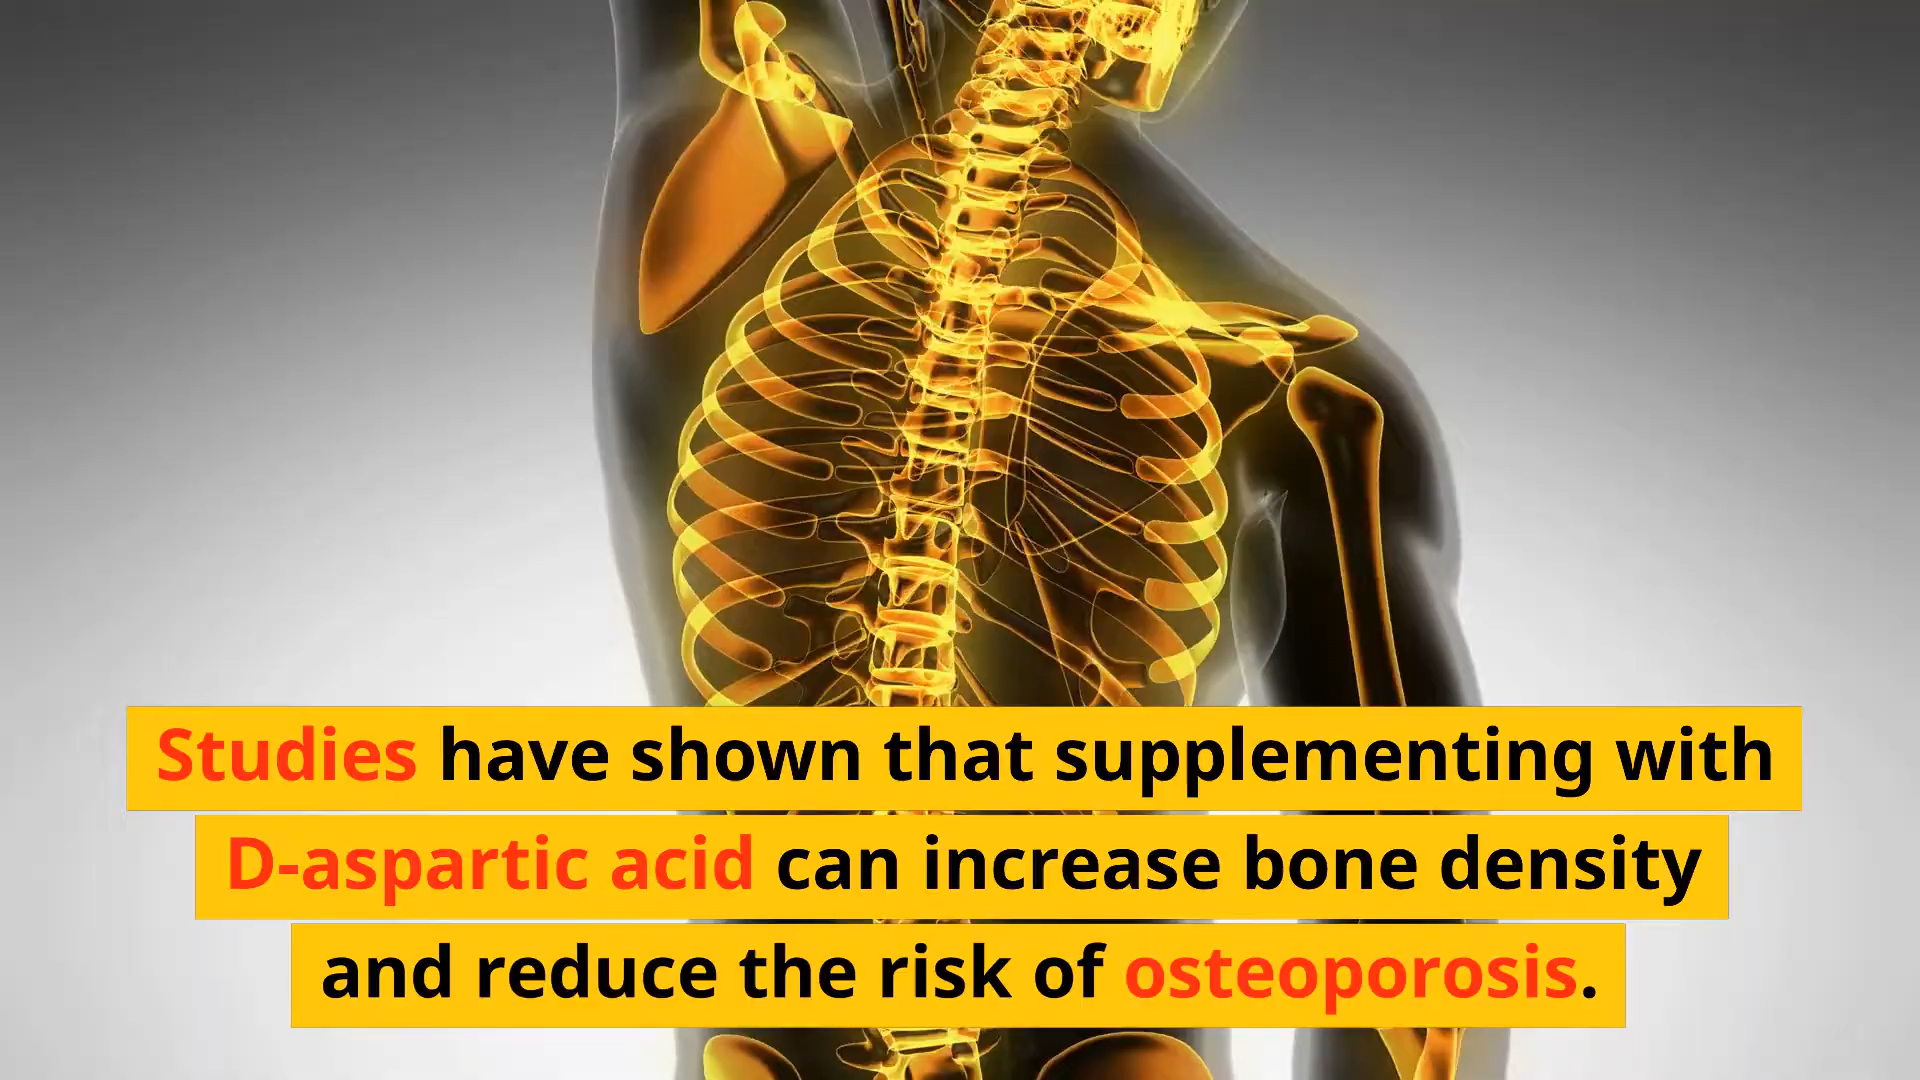 Studies have shown that supplementing with
D-aspartic acid can increase bone density
and reduce the risk of osteoporosis.